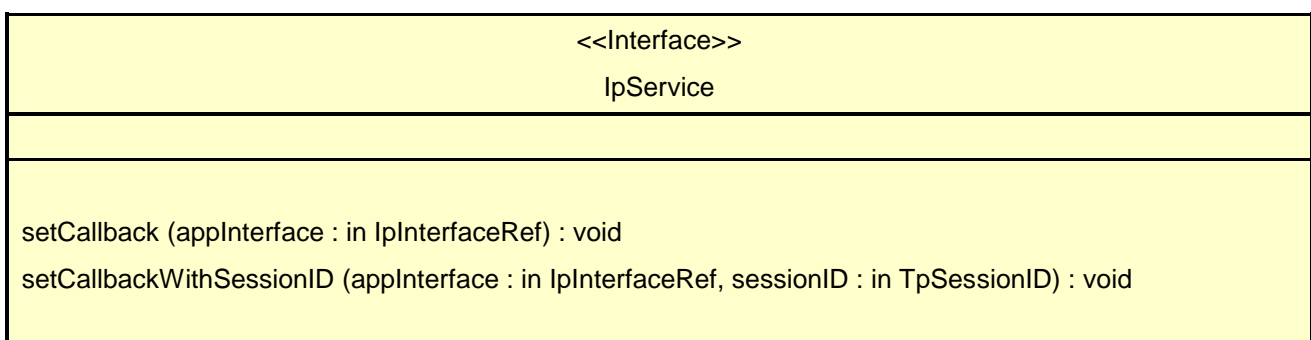 <<Interface>>
IpService
setCallback (appInterface : in IpInterfaceRef) : void
setCallbackWithSessionID (appInterface : in IpInterfaceRef, sessionID : in TpSessionID) : void